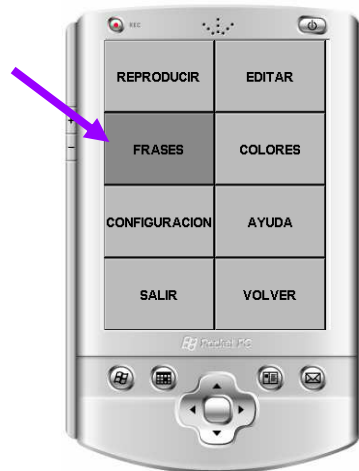 REC
REPRODUCIR EDITAR
FRASES COLORES
CONFIGURACION AYUDA
SALIR VOLVER
Pocket PC